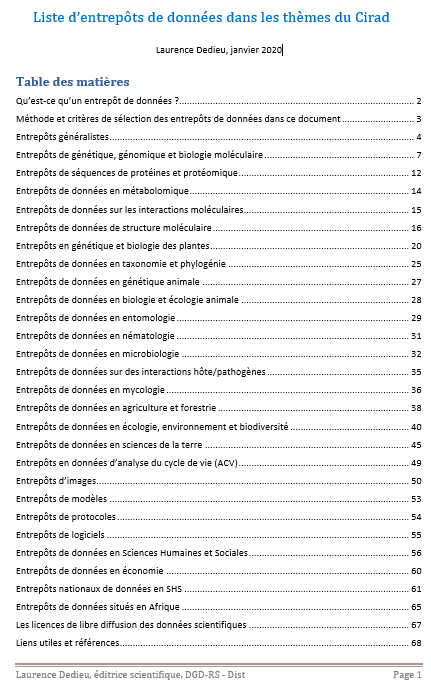 Liste d'entrepôts de données dans les thèmes du Cirad
Laurence Dedieu, janvier 2020
Table des matières
Qu'est-ce qu'un entrepôt de données ?.......... 2
Méthode et critères de sélection des entrepôts de données dans ce document.......... 3
Entrepôts généralistes.......... 4
Entrepôts de génétique, génomique et biologie moléculaire.......... 7
Entrepôts de séquences de protéines et protéomique.......... 12
Entrepôts de données en métabolomique.......... 14
Entrepôts de données sur les interactions moléculaires.......... 15
Entrepôts de données de structure moléculaire.......... 16
Entrepôts en génétique et biologie des plantes.......... 20
Entrepôts de données en taxonomie et phylogénie.......... 25
Entrepôts de données en génétique animale.......... 27
Entrepôts de données en biologie et écologie animale.......... 28
Entrepôts de données en entomologie.......... 29
Entrepôts de données en nématologie.......... 31
Entrepôts de données en microbiologie.......... 32
Entrepôts de données sur des interactions hôte/pathogènes.......... 35
Entrepôts de données en mycologie.......... 36
Entrepôts de données en agriculture et forestrie.......... 38
Entrepôts de données en écologie, environnement et biodiversité.......... 40
Entrepôts de données en sciences de la terre.......... 45
Entrepôts en données d'analyse du cycle de vie (ACV).......... 49
Entrepôts d'images.......... 50
Entrepôts de modèles.......... 53
Entrepôts de protocoles.......... 54
Entrepôts de logiciels.......... 55
Entrepôts de données en Sciences Humaines et Sociales.......... 56
Entrepôts de données en économie.......... 60
Entrepôts nationaux de données en SHS.......... 61
Entrepôts de données situés en Afrique.......... 65
Les licences de libre diffusion des données scientifiques.......... 67
Liens utiles et références.......... 68
Laurence Dedieu, éditrice scientifique, DGD-RS - Dist Page 1